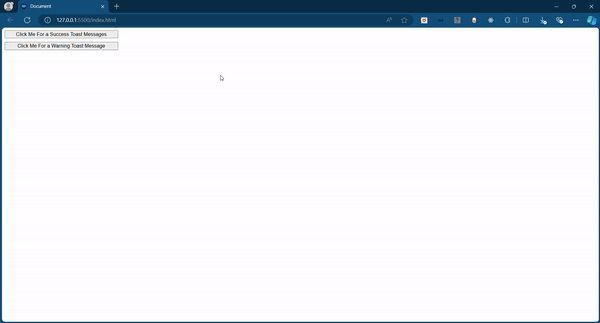 Document
127.0.0.1:5500/index.html
Click Me For a Success Toast Messages
Click Me For a Warning Toast Message